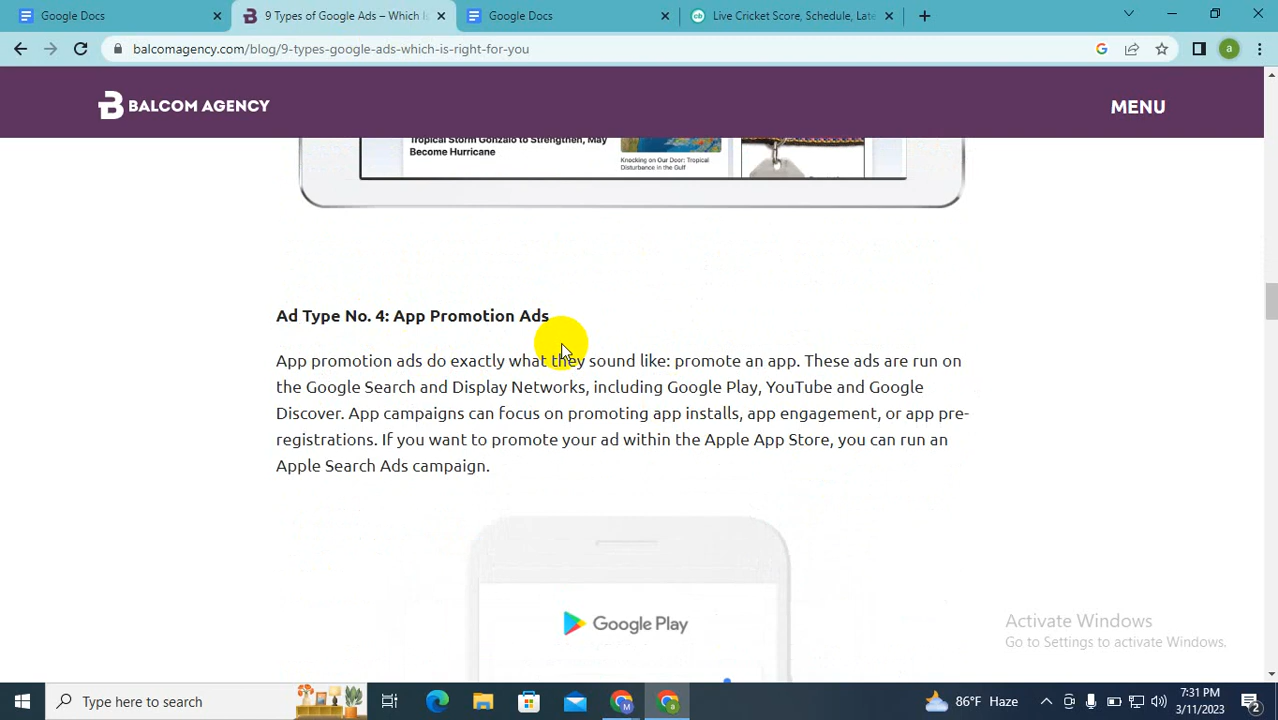 Google Docs
9 Types of Google Ads – Which Is
Google Docs
Live Cricket Score, Schedule, Late
balcomagency.com/blog/9-types-google-ads-which-is-right-for-you
a
BALCOM AGENCY
MENU
Tropical Storm Gonzalo to Strengthen, May
Become Hurricane
Knocking on Our Door: Tropical
Disturbance in the Gulf
Ad Type No. 4: App Promotion Ads
App promotion ads do exactly what they sound like: promote an app. These ads are run on
the Google Search and Display Networks, including Google Play, YouTube and Google
Discover. App campaigns can focus on promoting app installs, app engagement, or app pre-
registrations. If you want to promote your ad within the Apple App Store, you can run an
Apple Search Ads campaign.
Google Play
Activate Windows
Go to Settings to activate Windows.
Type here to search
86°F Haze
7:31 PM
3/11/2023
2